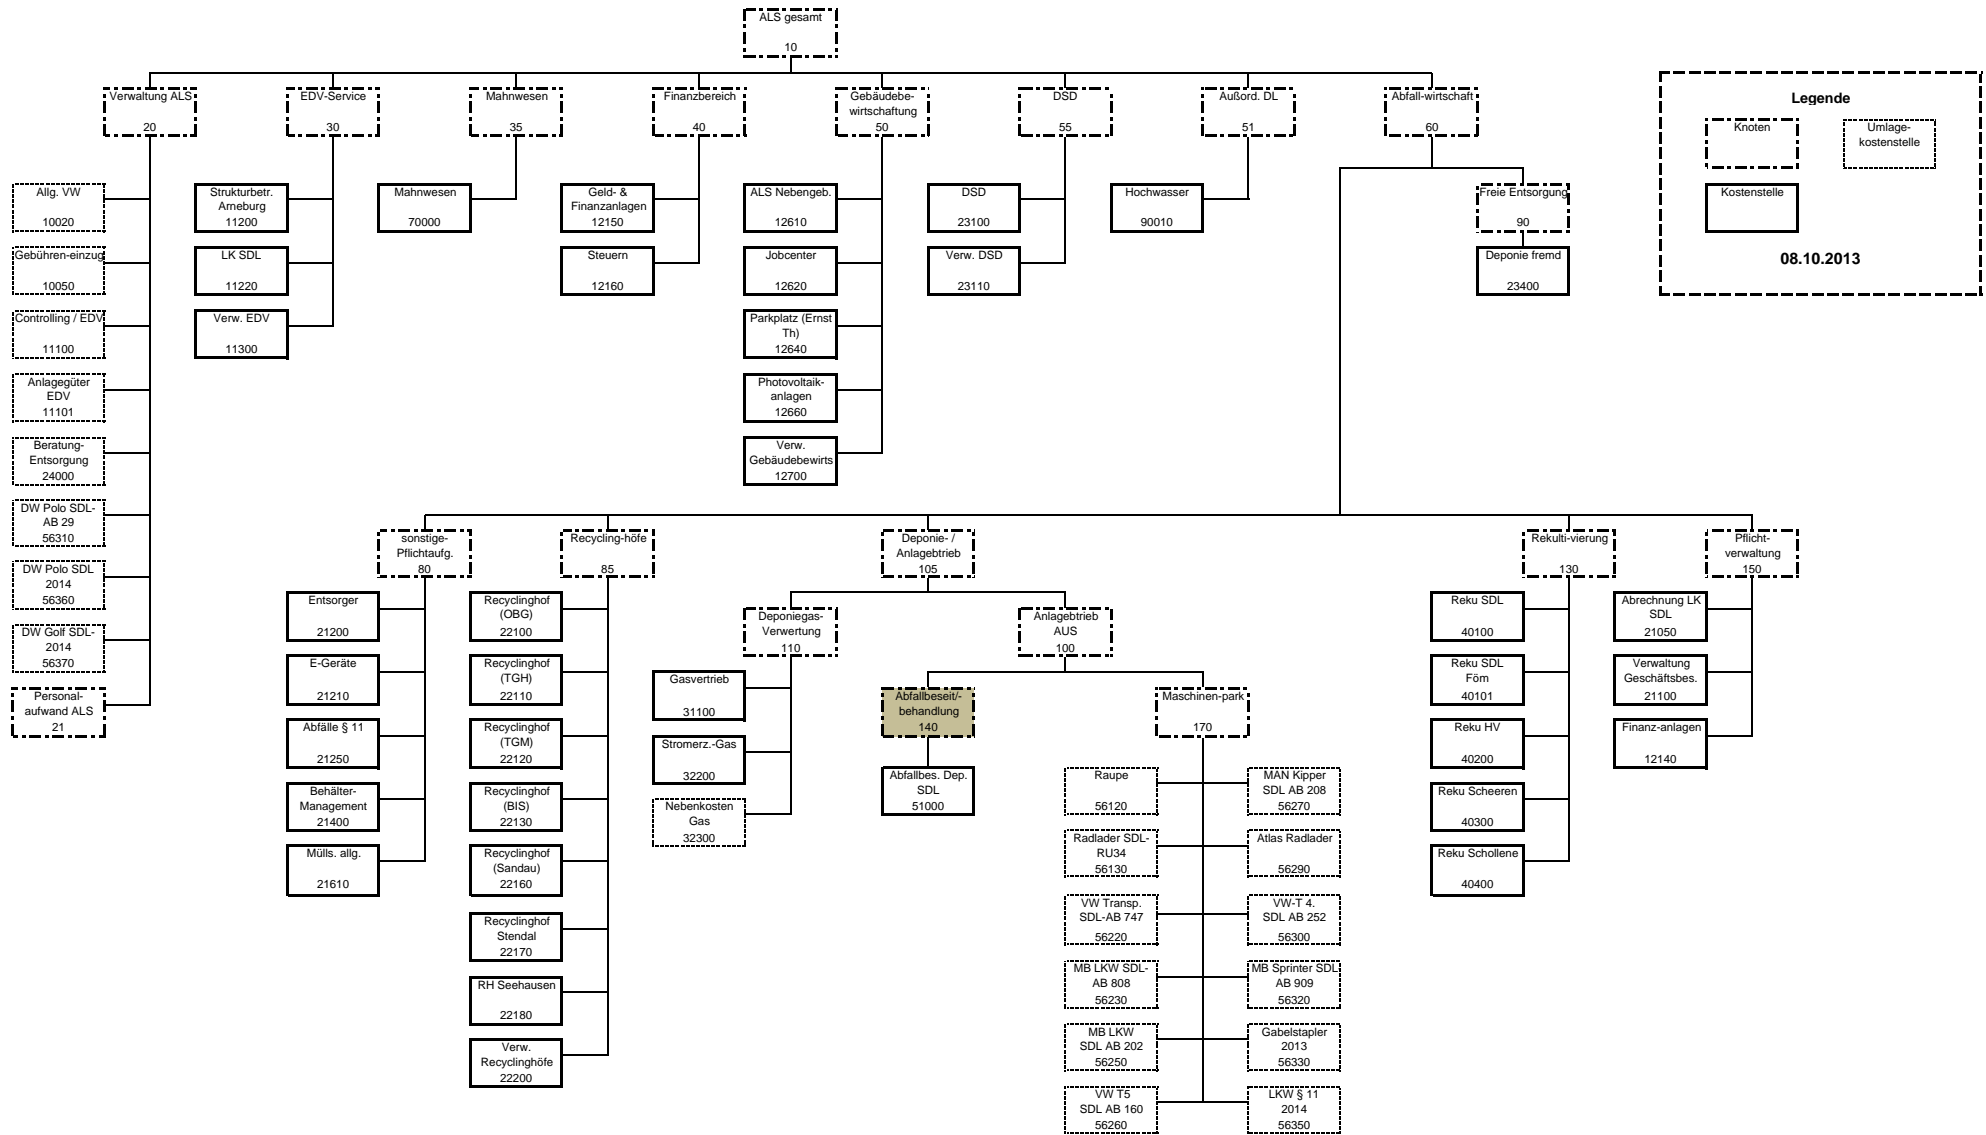 ALS gesamt
10
Verwaltung ALS
20
EDV-Service
30
Mahnwesen
35
Finanzbereich
40
Gebäudebe-
wirtschaftung
50
DSD
55
Außord. DL
51
Abfall-wirtschaft
60
Legende
Knoten
Umlage-
kostenstelle
Kostenstelle
08.10.2013
Allg. VW
10020
Gebühren-einzug
10050
Controlling / EDV
11100
Anlagegüter
EDV
11101
Beratung-
Entsorgung
24000
DW Polo SDL-
AB 29
56310
DW Polo SDL
2014
56360
DW Golf SDL-
2014
56370
Personal-
aufwand ALS
21
Strukturbetr.
Arneburg
11200
LK SDL
11220
Verw. EDV
11300
Mahnwesen
70000
Geld- &
Finanzanlagen
12150
Steuern
12160
ALS Nebengeb.
12610
Jobcenter
12620
Parkplatz (Ernst
Th)
12640
Photovoltaik-
anlagen
12660
Verw.
Gebäudebewirts
12700
DSD
23100
Verw. DSD
23110
Hochwasser
90010
Freie Entsorgung
90
Deponie fremd
23400
sonstige-
Pflichtaufg.
80
Recycling-höfe
85
Deponie- /
Anlagebtrieb
105
Rekulti-vierung
130
Pflicht-
verwaltung
150
Entsorger
21200
E-Geräte
21210
Abfälle § 11
21250
Behälter-
Management
21400
Mülls. allg.
21610
Recyclinghof
(OBG)
22100
Recyclinghof
(TGH)
22110
Recyclinghof
(TGM)
22120
Recyclinghof
(BIS)
22130
Recyclinghof
(Sandau)
22160
Recyclinghof
Stendal
22170
RH Seehausen
22180
Verw.
Recyclinghöfe
22200
Deponiegas-
Verwertung
110
Gasvertrieb
31100
Stromerz.-Gas
32200
Nebenkosten
Gas
32300
Anlagebtrieb
AUS
100
Abfallbeseit/-
behandlung
140
Abfallbes. Dep.
SDL
51000
Maschinen-park
170
Raupe
56120
Radlader SDL-
RU34
56130
VW Transp.
SDL-AB 747
56220
MB LKW SDL-
AB 808
56230
MB LKW
SDL AB 202
56250
VW T5
SDL AB 160
56260
MAN Kipper
SDL AB 208
56270
Atlas Radlader
56290
VW-T 4.
SDL AB 252
56300
MB Sprinter SDL
AB 909
56320
Gabelstapler
2013
56330
LKW § 11
2014
56350
Reku SDL
40100
Reku SDL
Föm
40101
Reku HV
40200
Reku Scheeren
40300
Reku Schollene
40400
Abrechnung LK
SDL
21050
Verwaltung
Geschäftsbes.
21100
Finanz-anlagen
12140